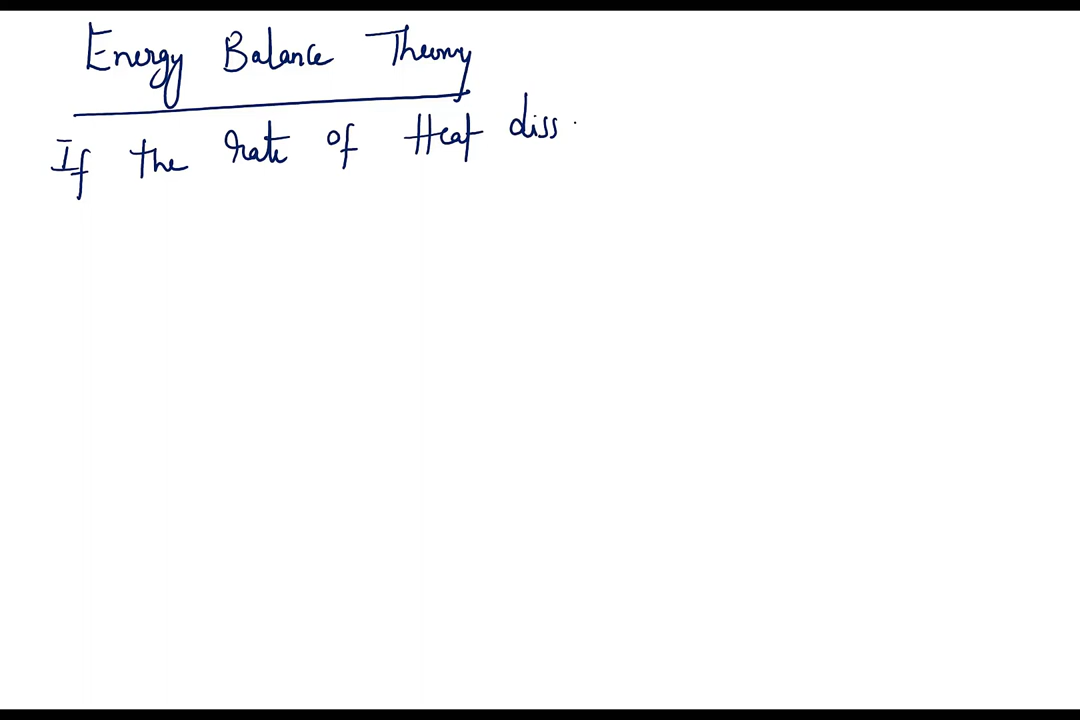 Energy Balance Theory
If the rate of Heat diss